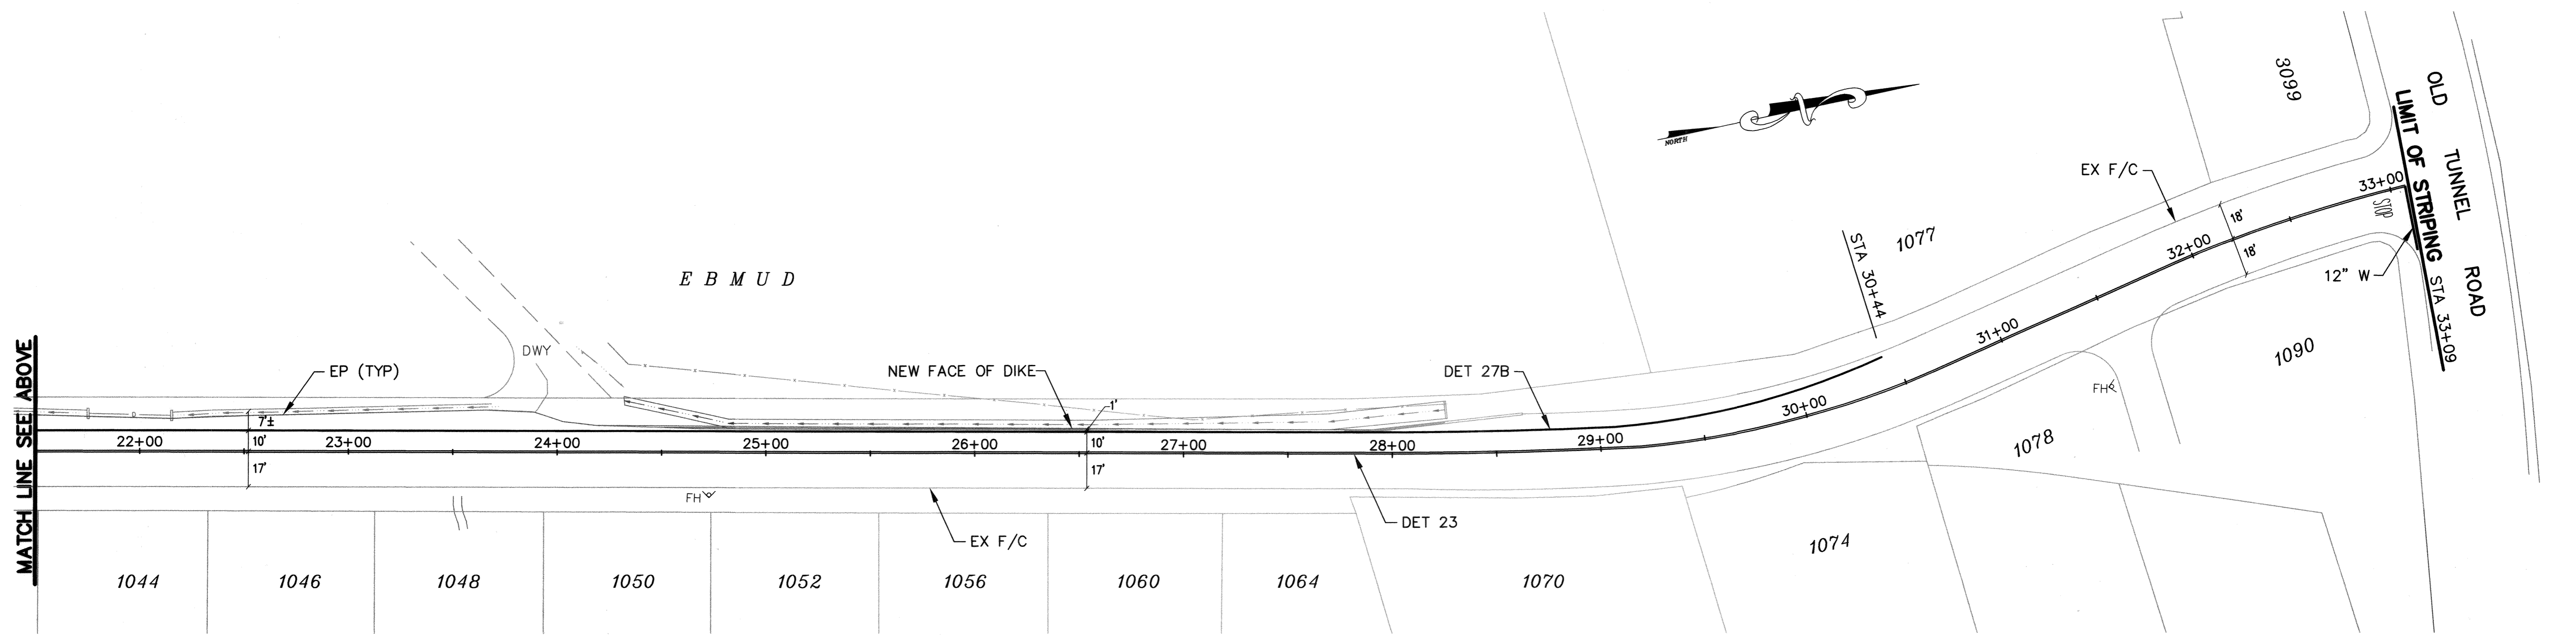 MATCH LINE SEE ABOVE
EP (TYP)
DWY
E B M U D
NEW FACE OF DIKE
DET 27B
STA 30+44
1077
NORTH
3099
EX F/C
OLD TUNNEL ROAD
LIMIT OF STRIPING STA 33+09
STOP
12" W
18'
18'
7'±
10'
17'
1'
10'
17'
22+00
23+00
24+00
25+00
26+00
27+00
28+00
29+00
30+00
31+00
32+00
33+00
FH
FH
EX F/C
DET 23
1044
1046
1048
1050
1052
1056
1060
1064
1070
1074
1078
1090